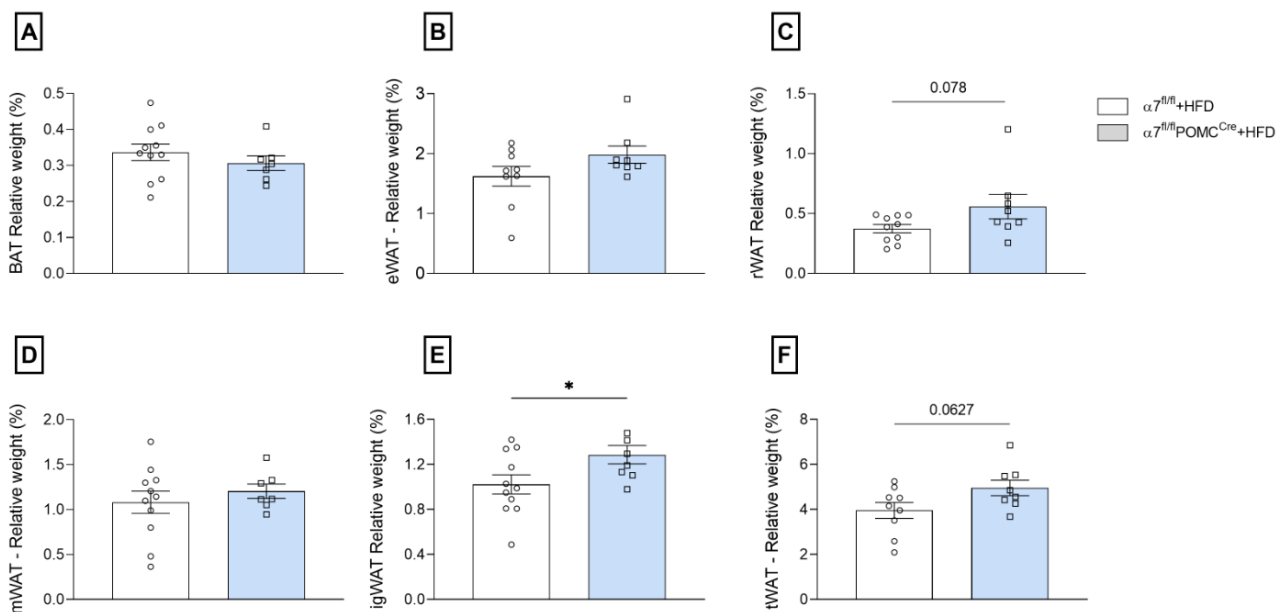 A
BAT Relative weight (%)
0.5
0.4
0.3
0.2
0.1
0.0
B
eWAT - Relative weight (%)
3
2
1
0
C
rWAT Relative weight (%)
1.5
1.0
0.5
0.0
0.078
α7fl/fl+HFD
α7fl/flPOMCCre+HFD
D
mWAT - Relative weight (%)
2.0
1.5
1.0
0.5
0.0
E
igWAT Relative weight (%)
1.6
1.2
0.8
0.4
0.0
*
F
tWAT - Relative weight (%)
8
6
4
2
0
0.0627